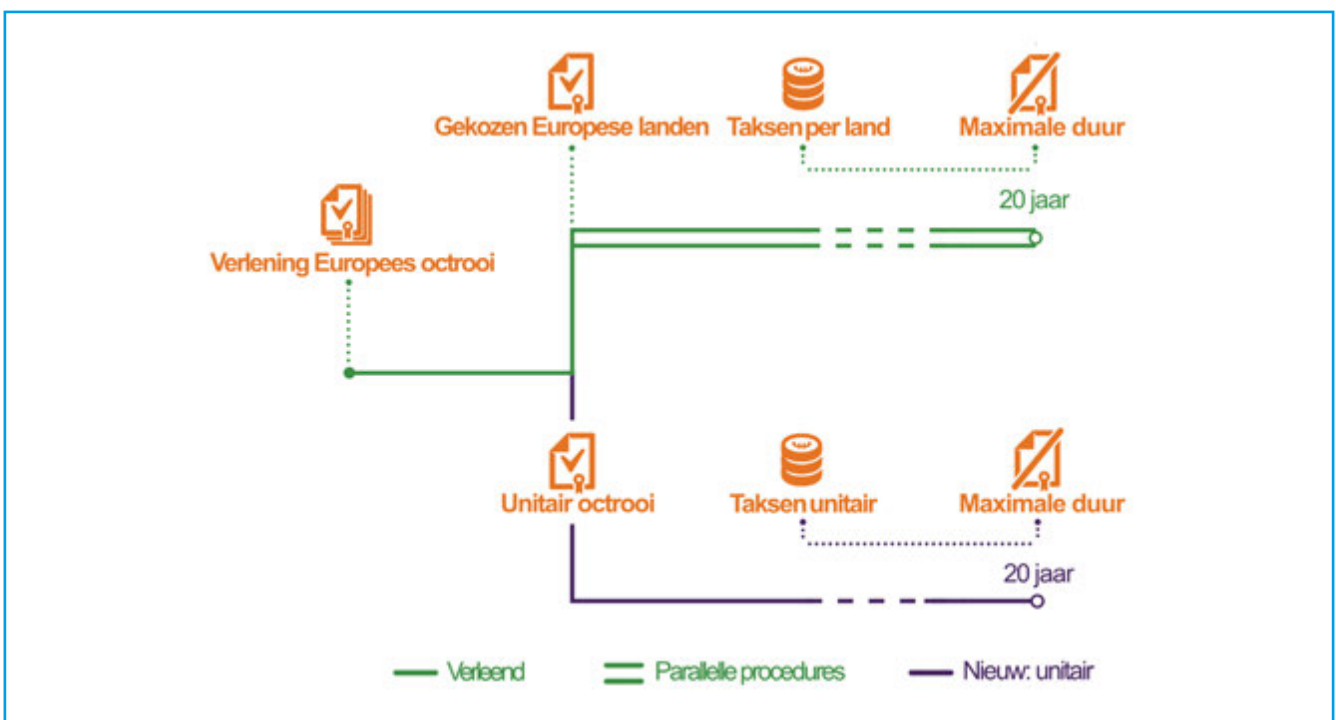 Gekozen Europese landen
Taksen per land
Maximale duur
20 jaar
Verlening Europees octrooi
Unitair octrooi
Taksen unitair
Maximale duur
20 jaar
Verleend
Parallelle procedures
Nieuw: unitair